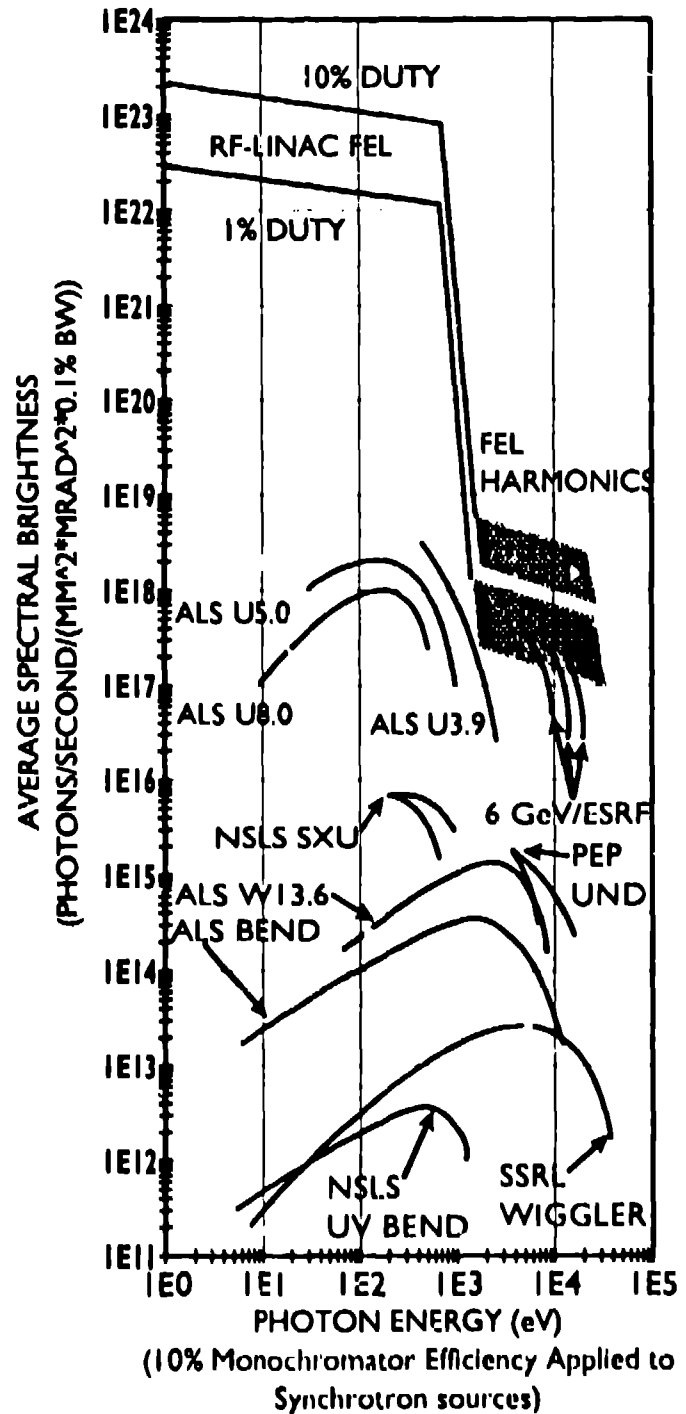 1E24
10% DUTY
1E23
RF-LINAC FEL
1E22
1% DUTY
1E21
1E20
FEL
HARMONICS
1E19
1E18
ALS U5.0
1E17
ALS U8.0
ALS U3.9
1E16
6 GeV/ESRF
NSLS SXU
PEP
UND
1E15
ALS W13.6
ALS BEND
1E14
1E13
1E12
NSLS
UV BEND
SSRL
WIGGLER
1E11
1E0 1E1 1E2 1E3 1E4 1E5
AVERAGE SPECTRAL BRIGHTNESS
(PHOTONS/SECOND/(MM^2*MRAD^2*0.1% BW))
PHOTON ENERGY (eV)
(10% Monochromator Efficiency Applied to
Synchrotron sources)